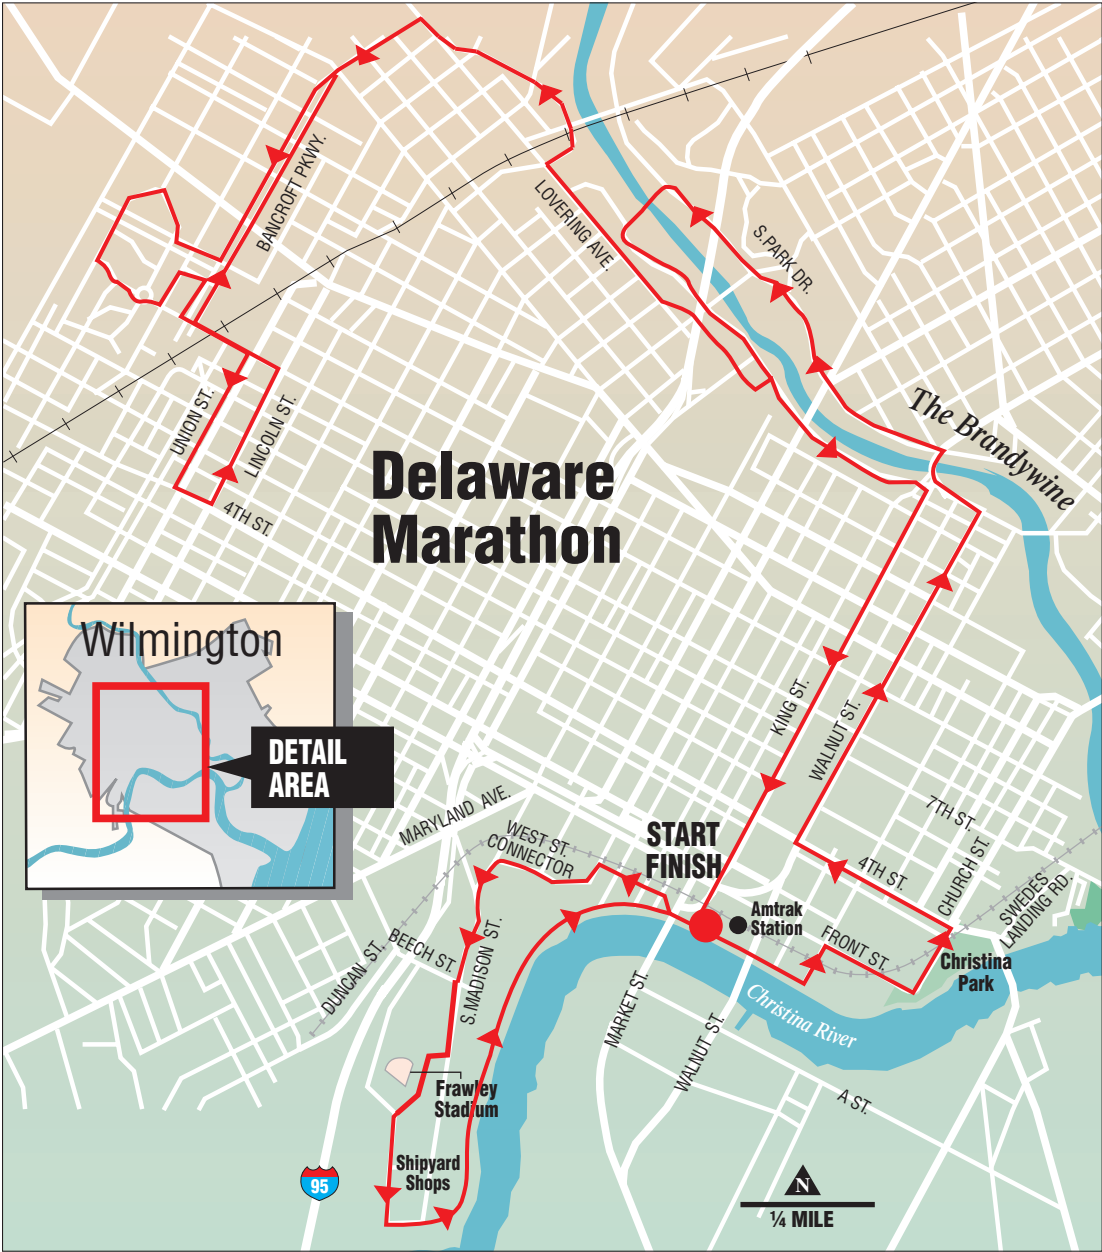 BANCROFT PKWY.
LOVERING AVE.
S.PARK DR.
The Brandywine
UNION ST.
LINCOLN ST.
4TH ST.
Delaware
Marathon
Wilmington
DETAIL
AREA
KING ST.
WALNUT ST.
MARYLAND AVE.
WEST ST.
CONNECTOR
START
FINISH
7TH ST.
4TH ST.
CHURCH ST.
SWEDES
LANDING RD.
Amtrak
Station
FRONT ST.
Christina
Park
DUNCAN ST.
BEECH ST.
S.MADISON ST.
MARKET ST.
WALNUT ST.
Christina River
A ST.
Frawley
Stadium
Shipyard
Shops
95
N
¼ MILE